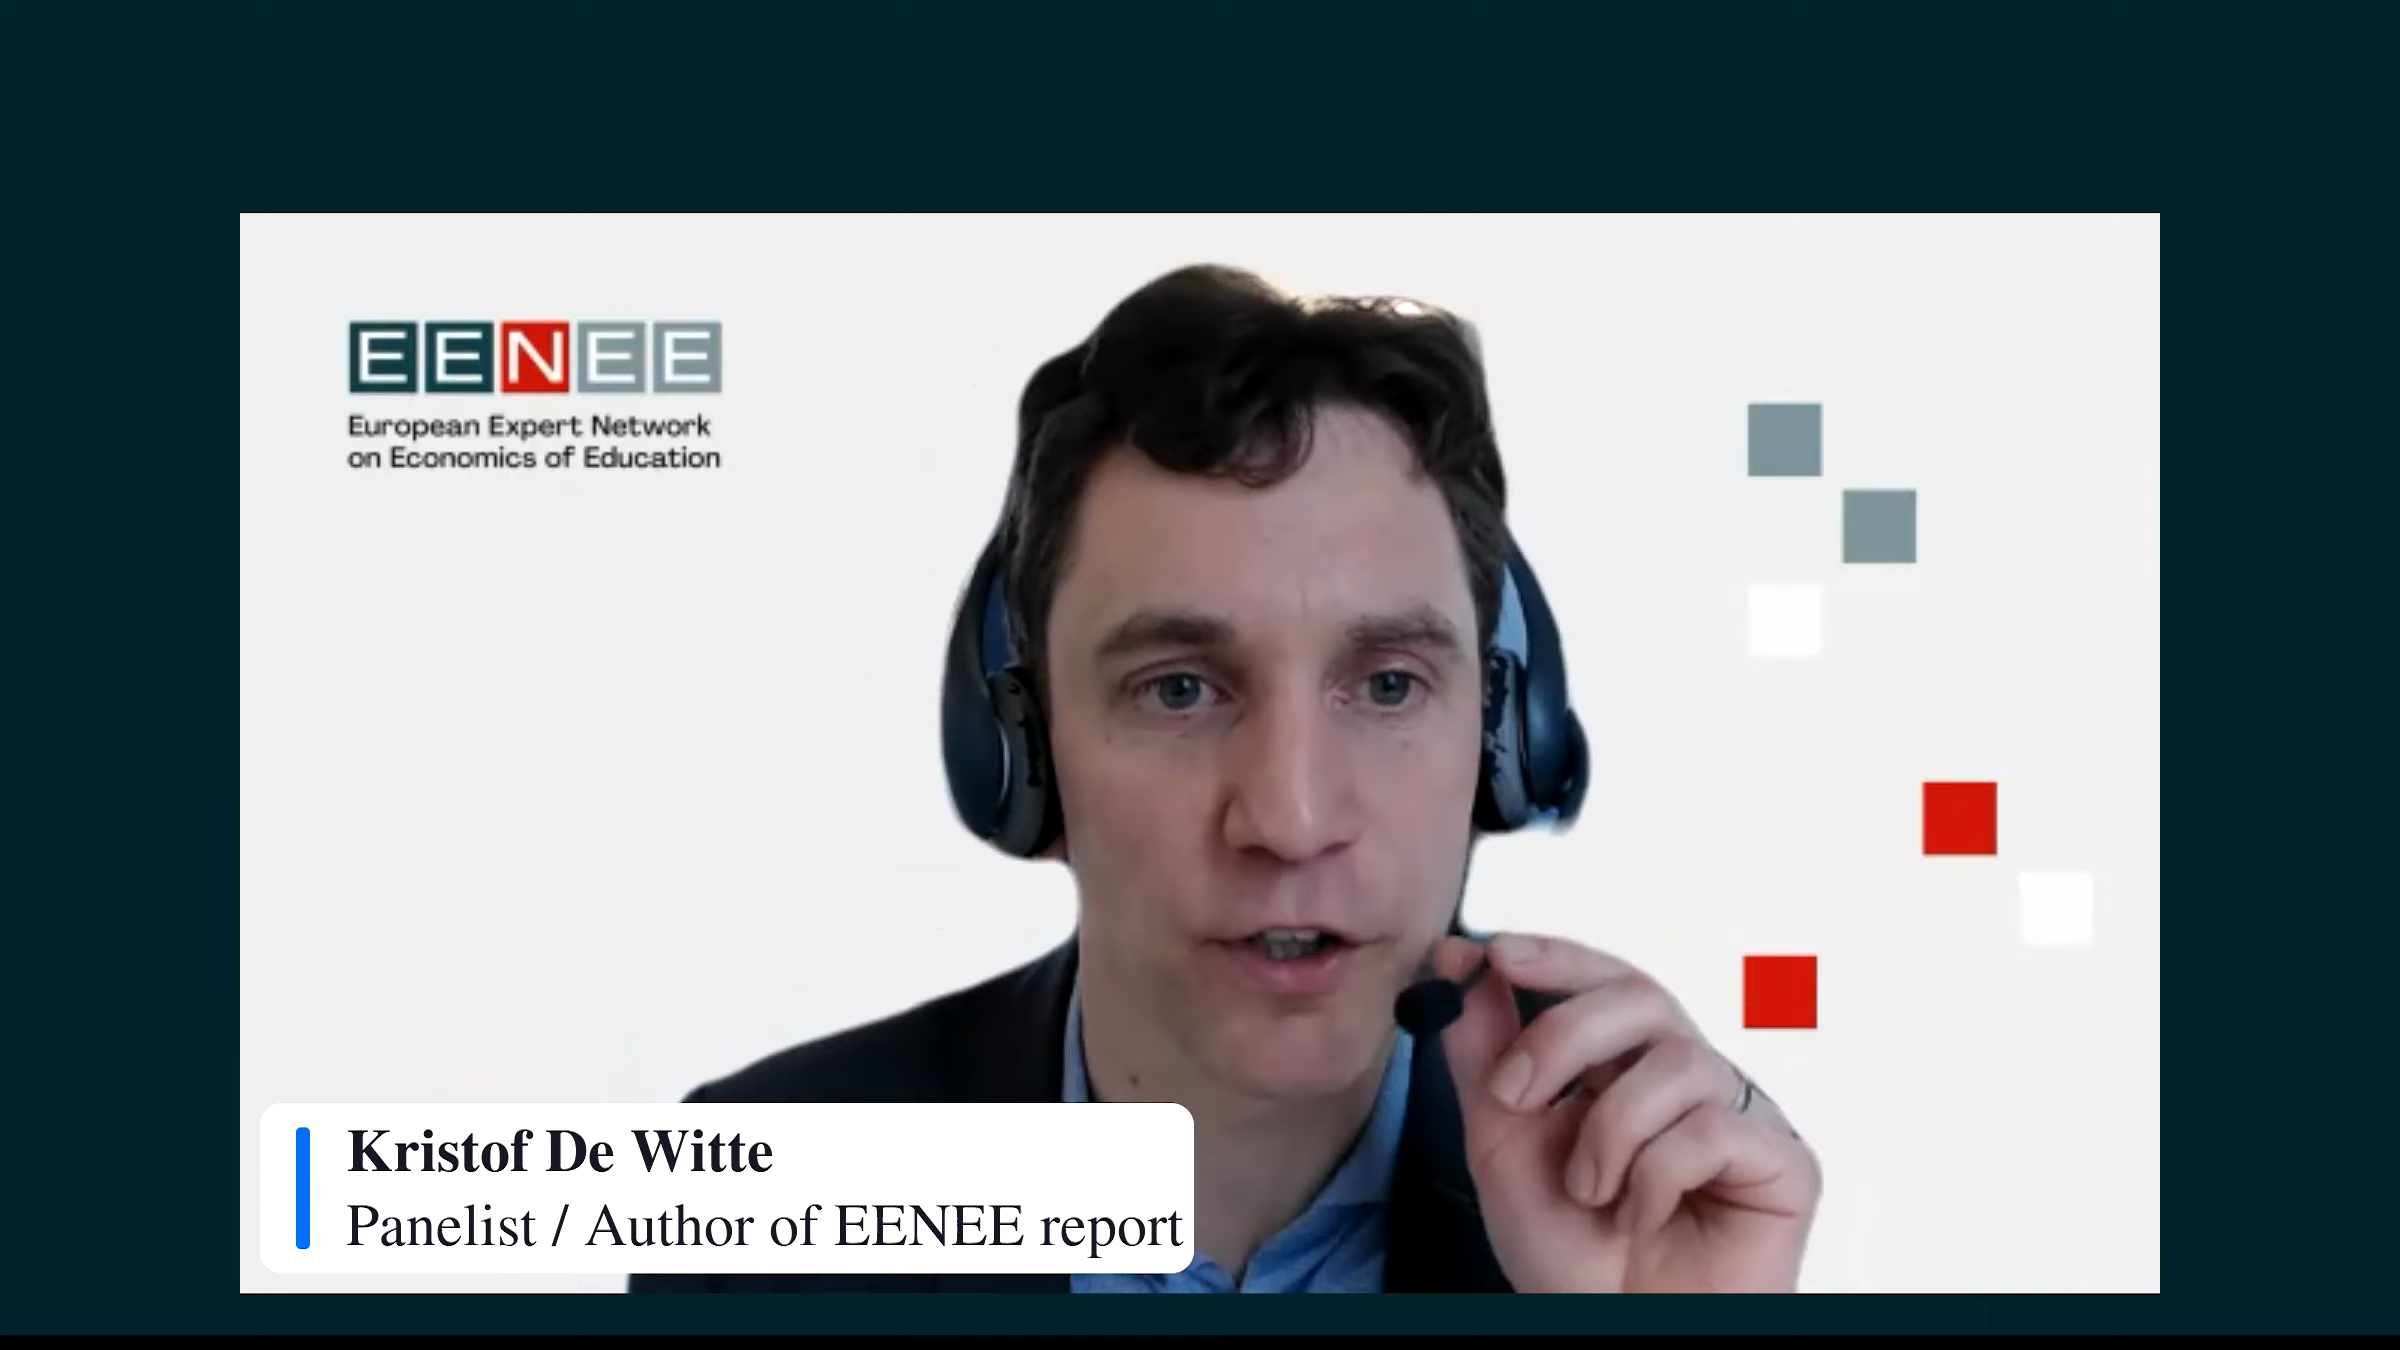 EENEE
European Expert Network
on Economics of Education
Kristof De Witte
Panelist / Author of EENEE report